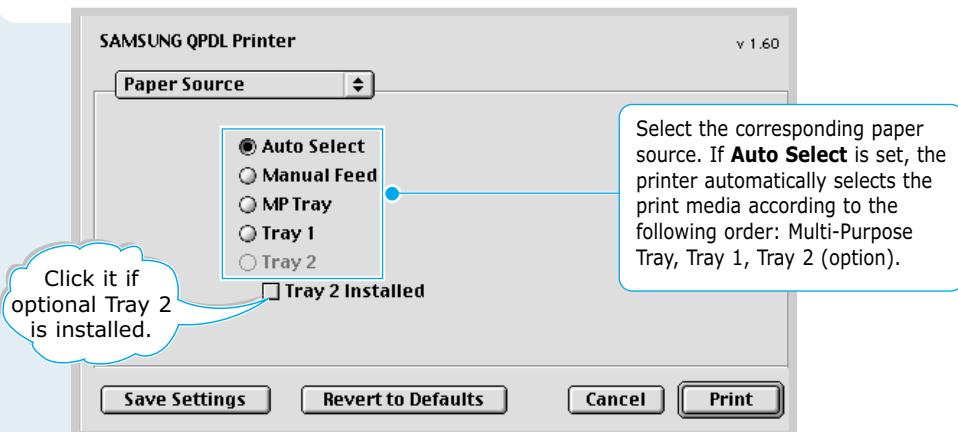 SAMSUNG QPDL Printer
v 1.60
Paper Source
Auto Select
Manual Feed
MP Tray
Tray 1
Tray 2
Tray 2 Installed
Select the corresponding paper
source. If Auto Select is set, the
printer automatically selects the
print media according to the
following order: Multi-Purpose
Tray, Tray 1, Tray 2 (option).
Click it if
optional Tray 2
is installed.
Save Settings
Revert to Defaults
Cancel
Print